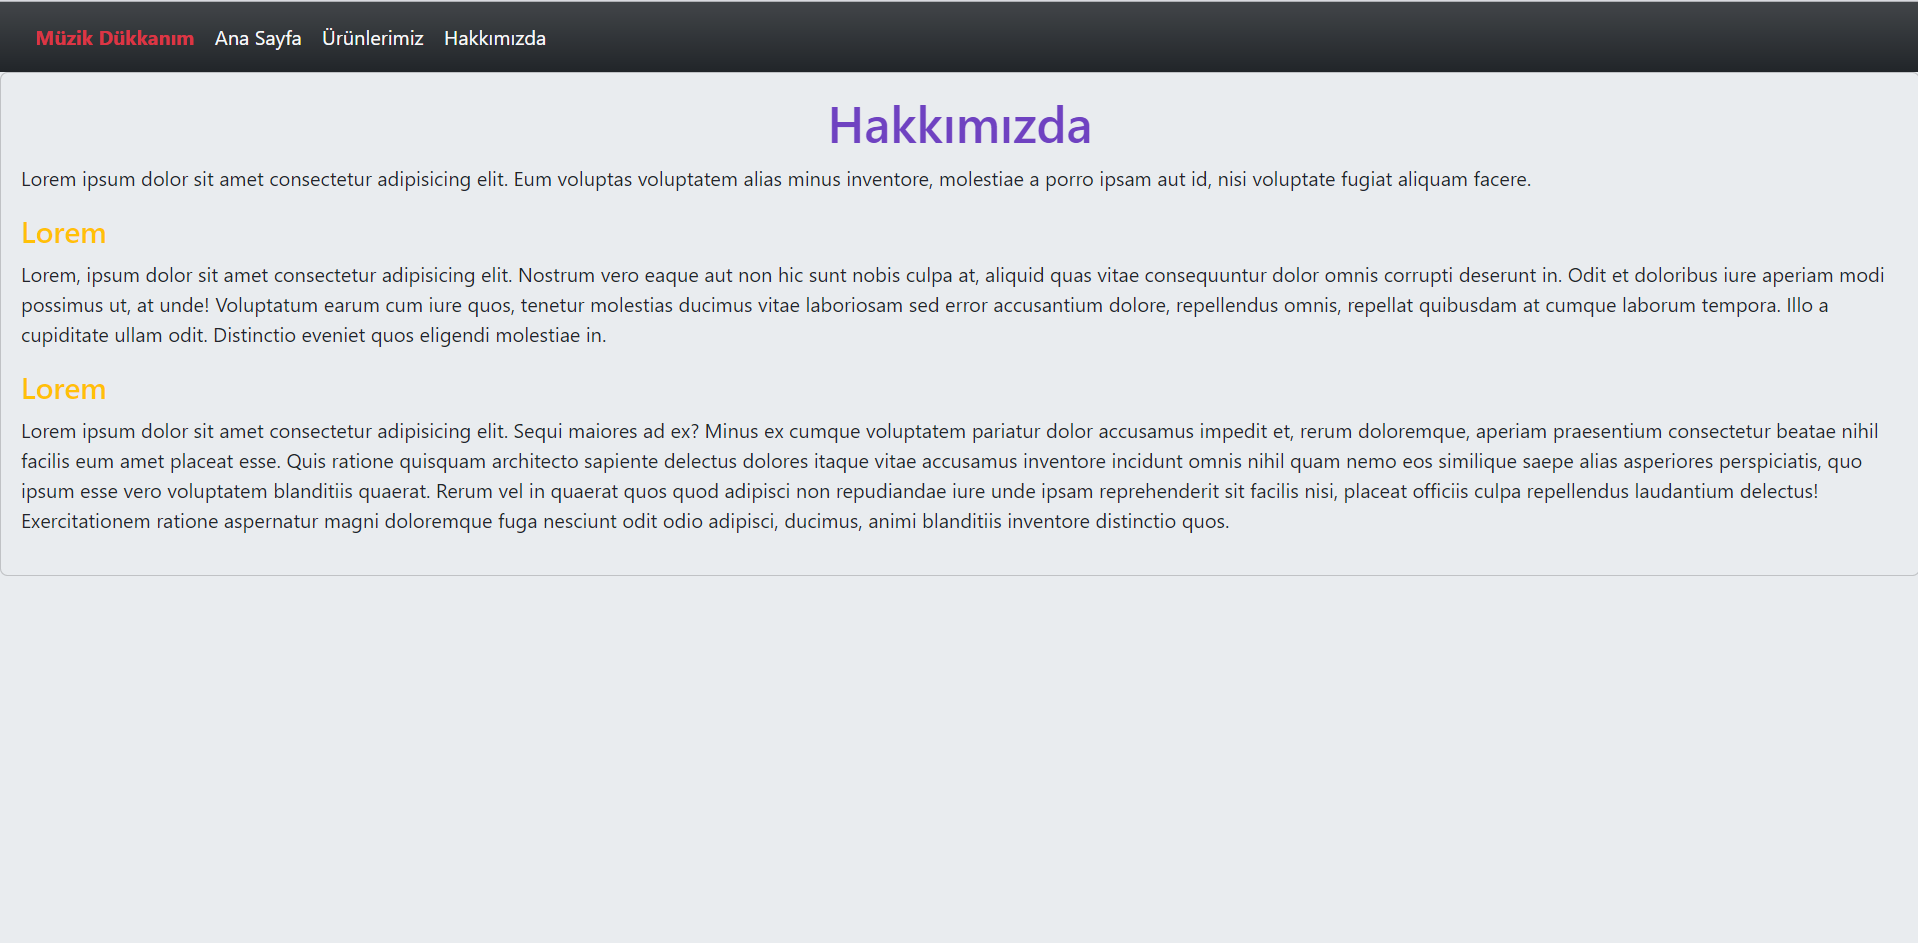 Müzik Dükkanım Ana Sayfa Ürünlerimiz Hakkımızda
Hakkımızda
Lorem ipsum dolor sit amet consectetur adipisicing elit. Eum voluptas voluptatem alias minus inventore, molestiae a porro ipsam aut id, nisi voluptate fugiat aliquam facere.
Lorem
Lorem, ipsum dolor sit amet consectetur adipisicing elit. Nostrum vero eaque aut non hic sunt nobis culpa at, aliquid quas vitae consequuntur dolor omnis corrupti deserunt in. Odit et doloribus iure aperiam modi
possimus ut, at unde! Voluptatum earum cum iure quos, tenetur molestias ducimus vitae laboriosam sed error accusantium dolore, repellendus omnis, repellat quibusdam at cumque laborum tempora. Illo a
cupiditate ullam odit. Distinctio eveniet quos eligendi molestiae in.
Lorem
Lorem ipsum dolor sit amet consectetur adipisicing elit. Sequi maiores ad ex? Minus ex cumque voluptatem pariatur dolor accusamus impedit et, rerum doloremque, aperiam praesentium consectetur beatae nihil
facilis eum amet placeat esse. Quis ratione quisquam architecto sapiente delectus dolores itaque vitae accusamus inventore incidunt omnis nihil quam nemo eos similique saepe alias asperiores perspiciatis, quo
ipsum esse vero voluptatem blanditiis quaerat. Rerum vel in quaerat quos quod adipisci non repudiandae iure unde ipsam reprehenderit sit facilis nisi, placeat officiis culpa repellendus laudantium delectus!
Exercitationem ratione aspernatur magni doloremque fuga nesciunt odit odio adipisci, ducimus, animi blanditiis inventore distinctio quos.